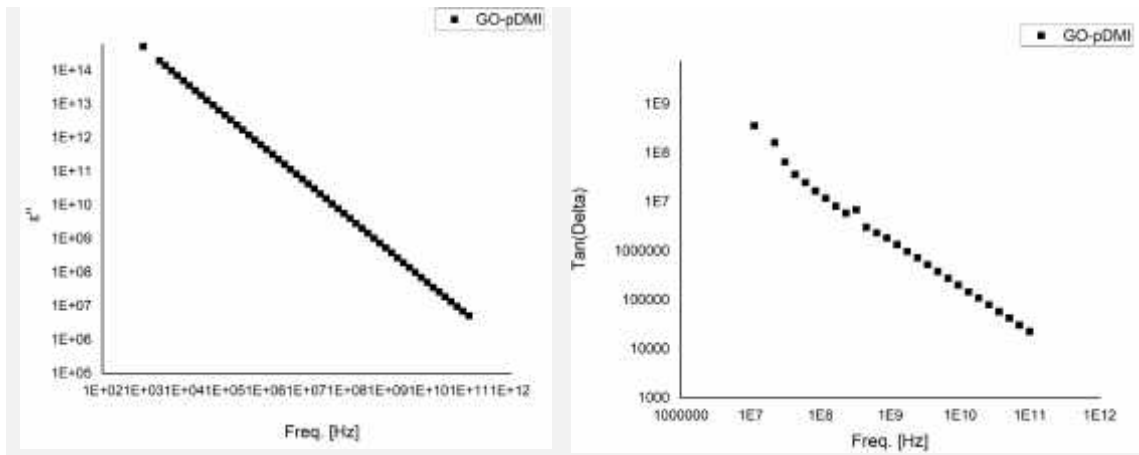 GO-pDMI
1E+14
1E+13
1E+12
1E+11
1E+10
1E+09
1E+08
1E+07
1E+06
1E+05
ε''
1E+021E+031E+041E+051E+061E+071E+081E+091E+101E+111E+12
Freq. [Hz]
GO-pDMI
1E9
1E8
1E7
1000000
100000
10000
1000
Tan(Delta)
1000000 1E7 1E8 1E9 1E10 1E11 1E12
Freq. [Hz]